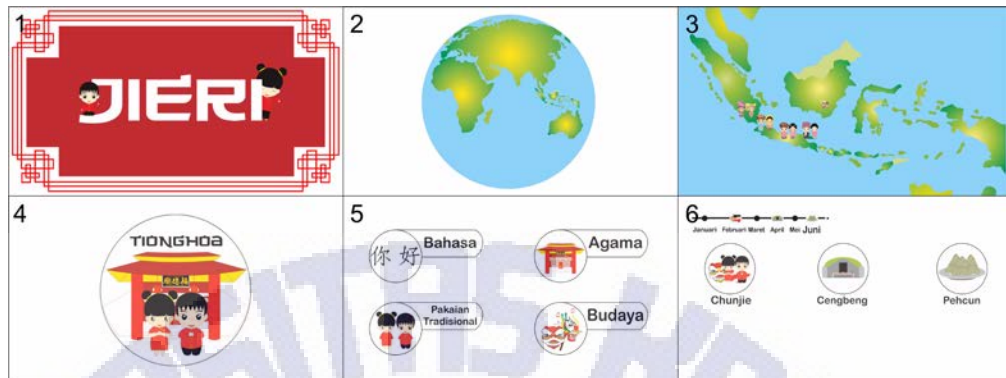 1
JIÉRI
2
3
4
TIONGHOA
5
你 好
Bahasa
Agama
Pakaian
Tradisional
Budaya
6
Januari Februari Maret April Mei Juni
Chunjie
Cengbeng
Pehcun